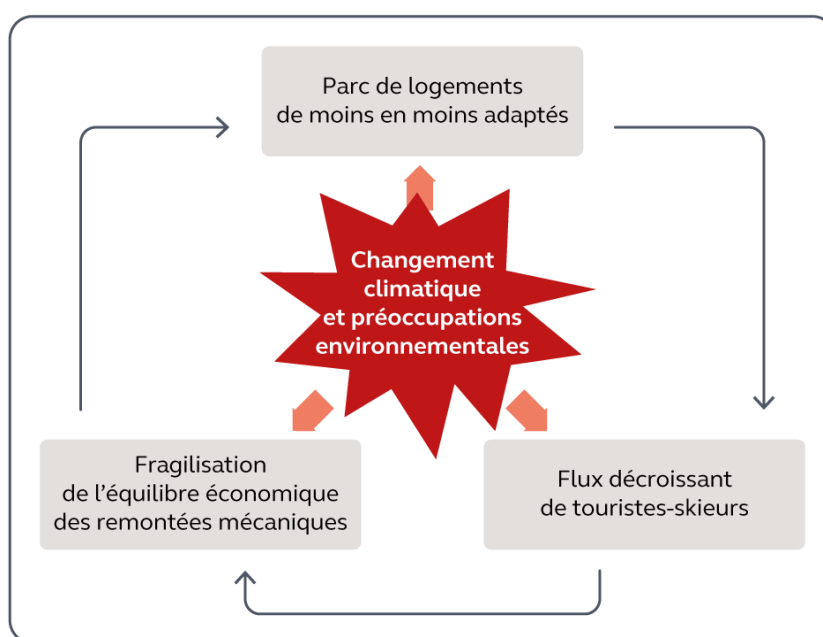 Parc de logements
de moins en moins adaptés
Changement
climatique
et préoccupations
environnementales
Fragilisation
de l’équilibre économique
des remontées mécaniques
Flux décroissant
de touristes-skieurs